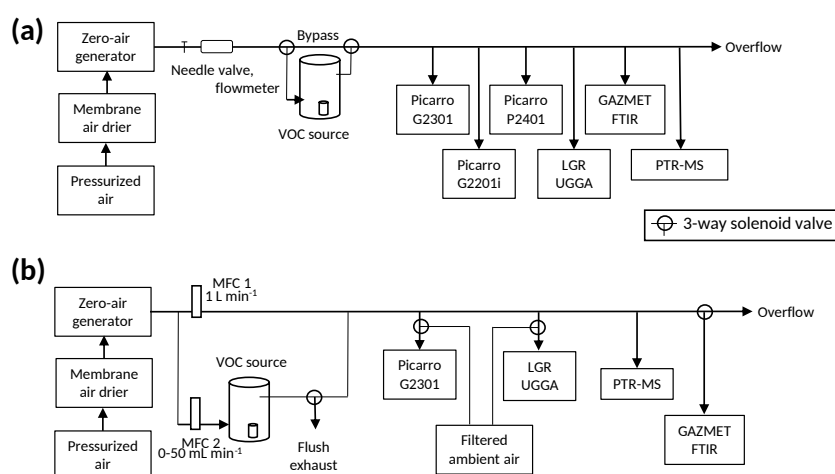 (a)
Zero-air
generator
Membrane
air drier
Pressurized
air
Needle valve,
flowmeter
Bypass
VOC source
Overflow
Picarro
G2301
Picarro
G2201i
Picarro
P2401
LGR
UGGA
GAZMET
FTIR
PTR-MS
3-way solenoid valve
(b)
Zero-air
generator
Membrane
air drier
Pressurized
air
MFC 1
1 L min-1
VOC source
MFC 2
0-50 mL min-1
Flush
exhaust
Overflow
Picarro
G2301
Filtered
ambient air
LGR
UGGA
PTR-MS
GAZMET
FTIR